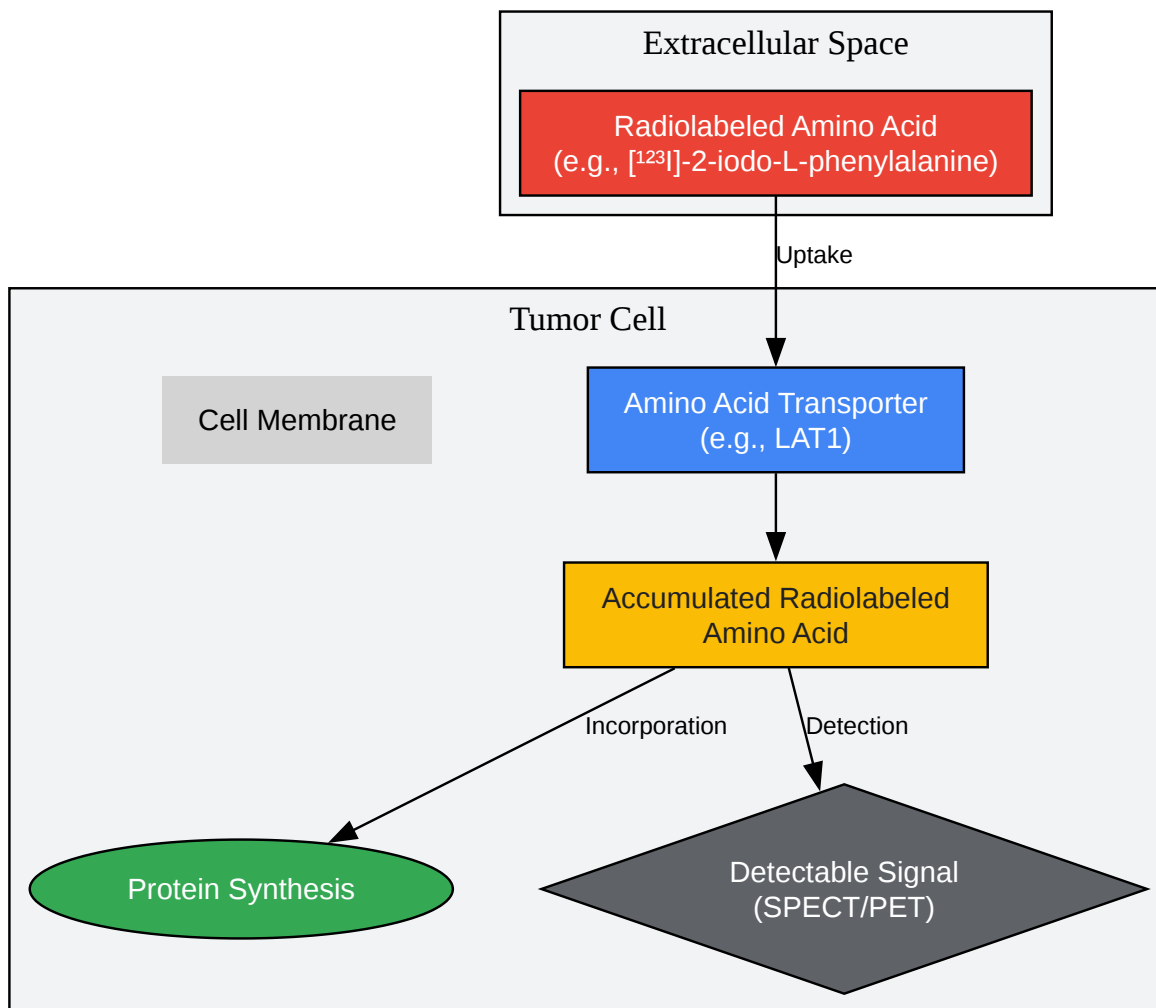 Extracellular Space
Radiolabeled Amino Acid
(e.g., [¹²³I]-2-iodo-L-phenylalanine)
Uptake
Tumor Cell
Cell Membrane
Amino Acid Transporter
(e.g., LAT1)
Accumulated Radiolabeled
Amino Acid
Incorporation
Detection
Protein Synthesis
Detectable Signal
(SPECT/PET)